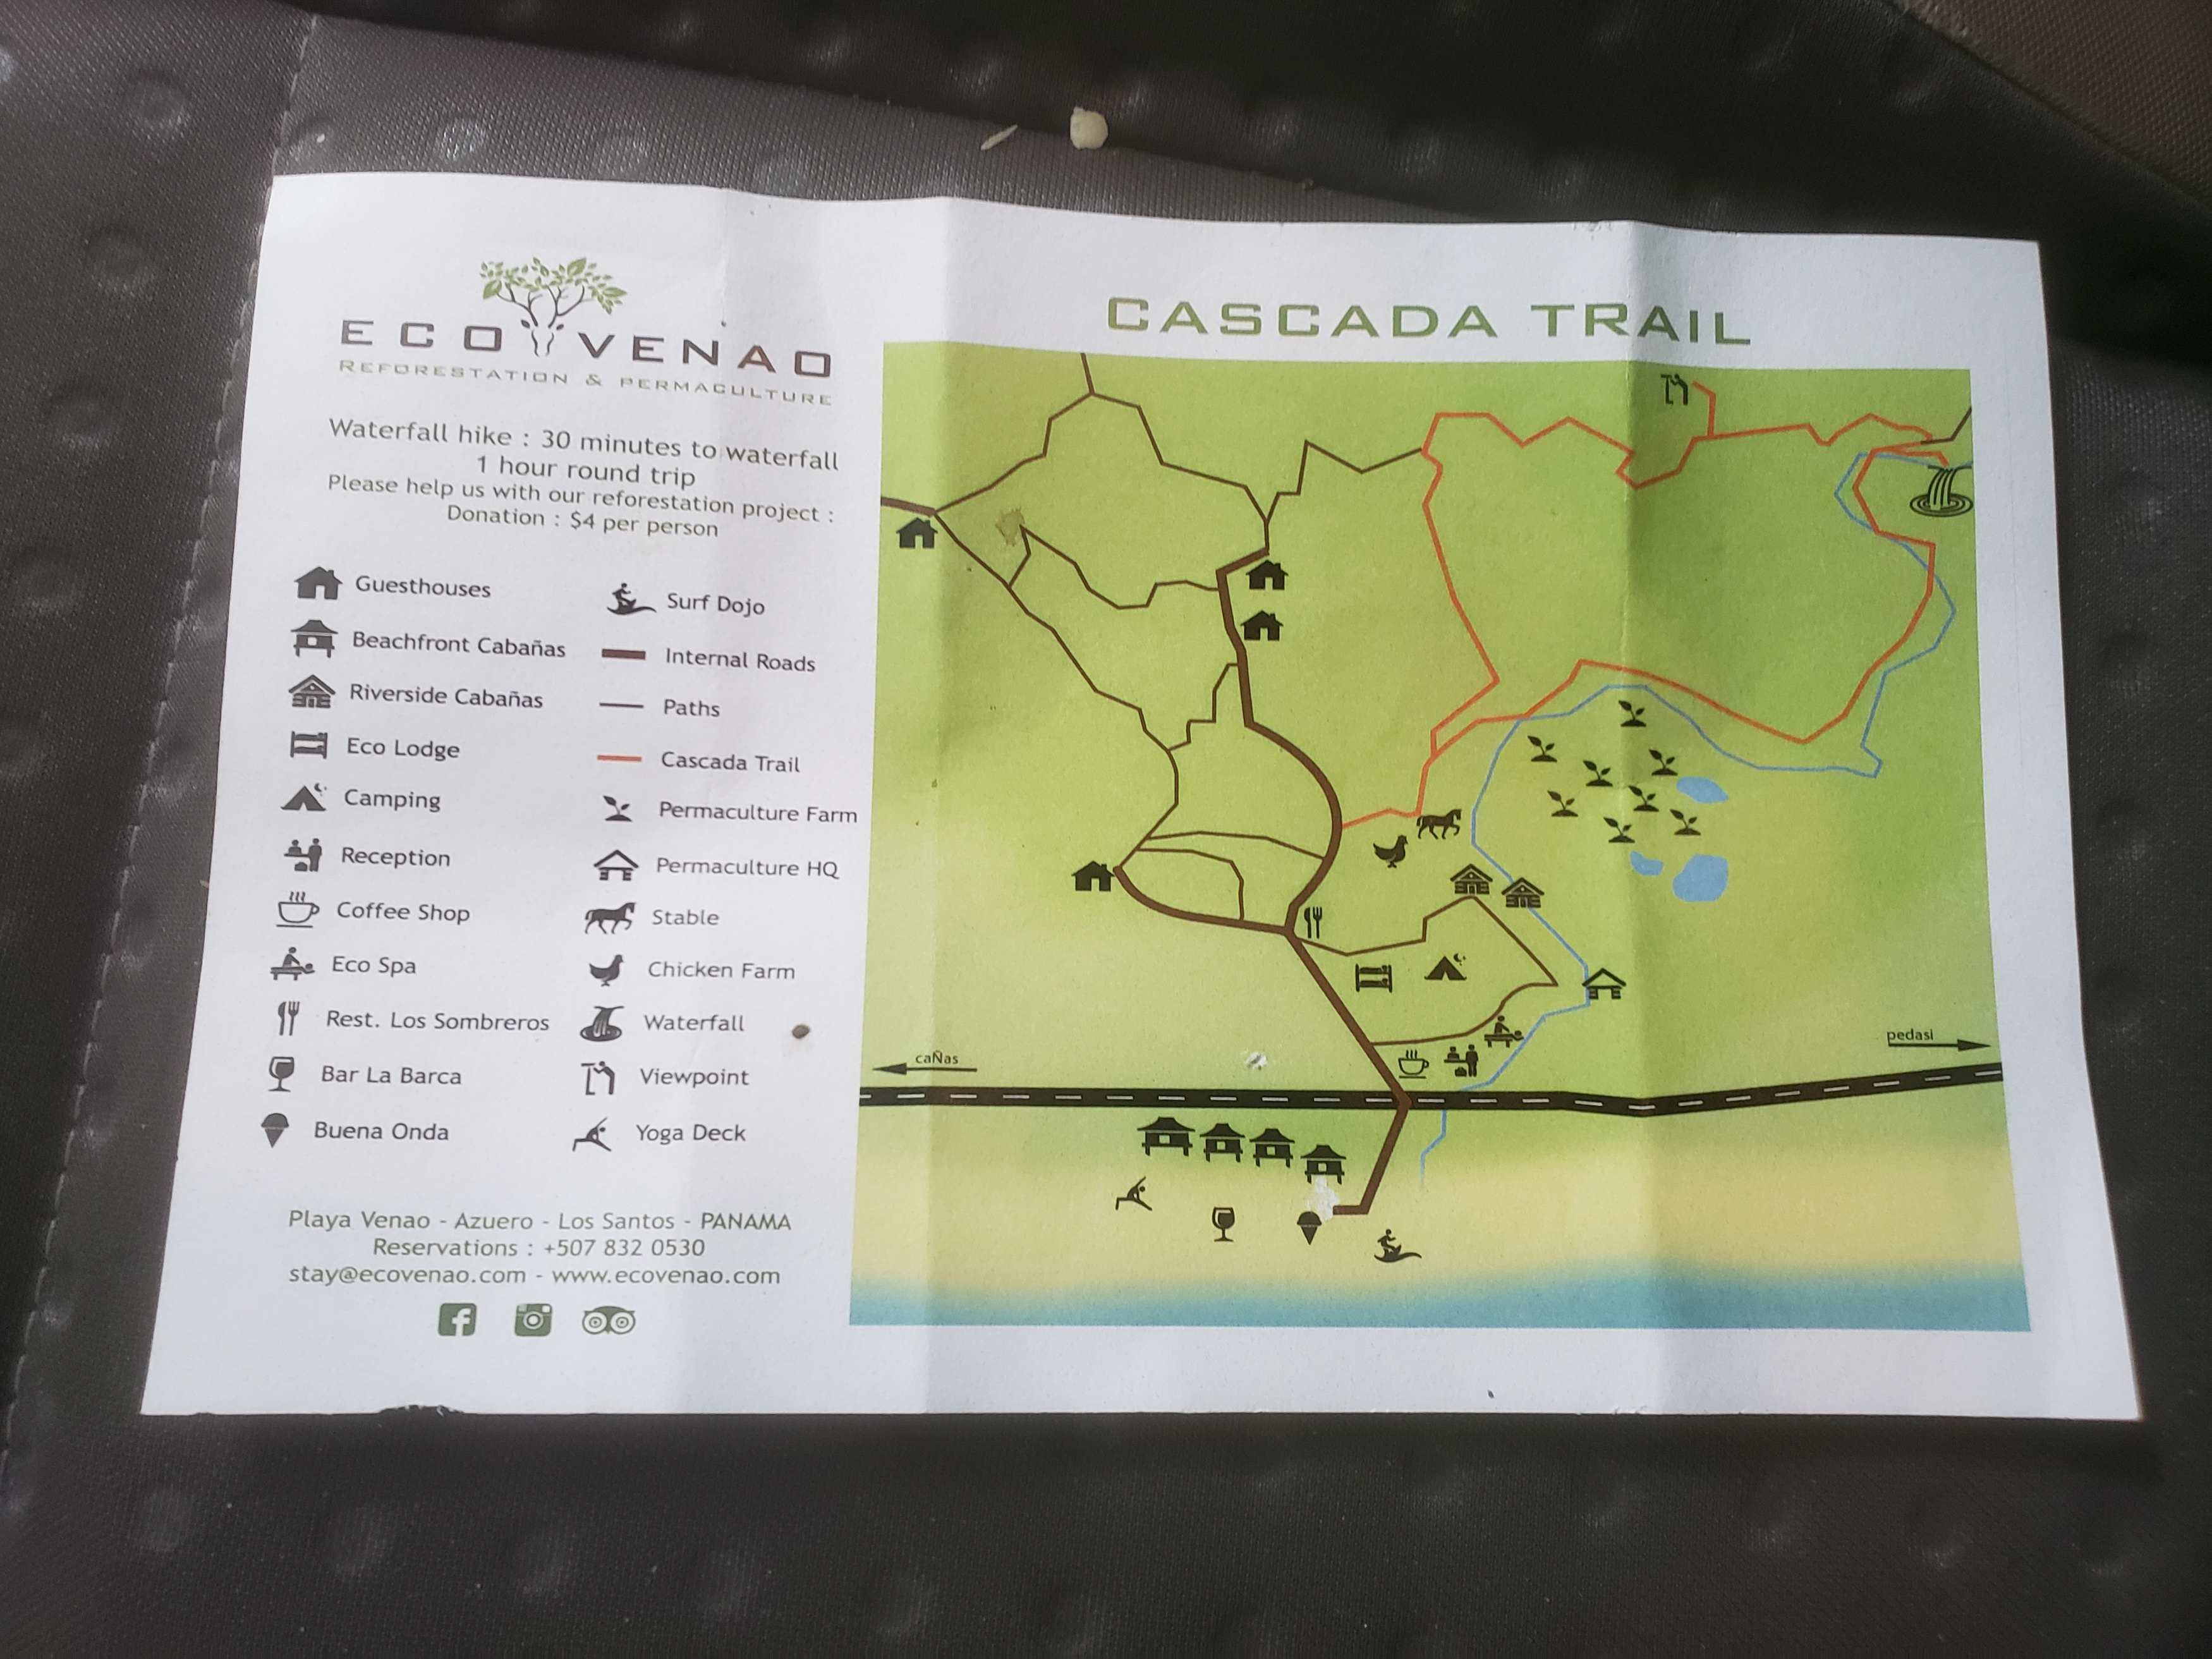 ECO VENAO
REFORESTATION & PERMACULTURE
Waterfall hike : 30 minutes to waterfall
1 hour round trip
Please help us with our reforestation project :
Donation : $4 per person
Guesthouses
Beachfront Cabañas
Riverside Cabañas
Eco Lodge
Camping
Reception
Coffee Shop
Eco Spa
Rest. Los Sombreros
Bar La Barca
Buena Onda
Surf Dojo
Internal Roads
Paths
Cascada Trail
Permaculture Farm
Permaculture HQ
Stable
Chicken Farm
Waterfall
Viewpoint
Yoga Deck
Playa Venao - Azuero - Los Santos - PANAMA
Reservations : +507 832 0530
stay@ecovenao.com - www.ecovenao.com
CASCADA TRAIL
caÑas
pedasi